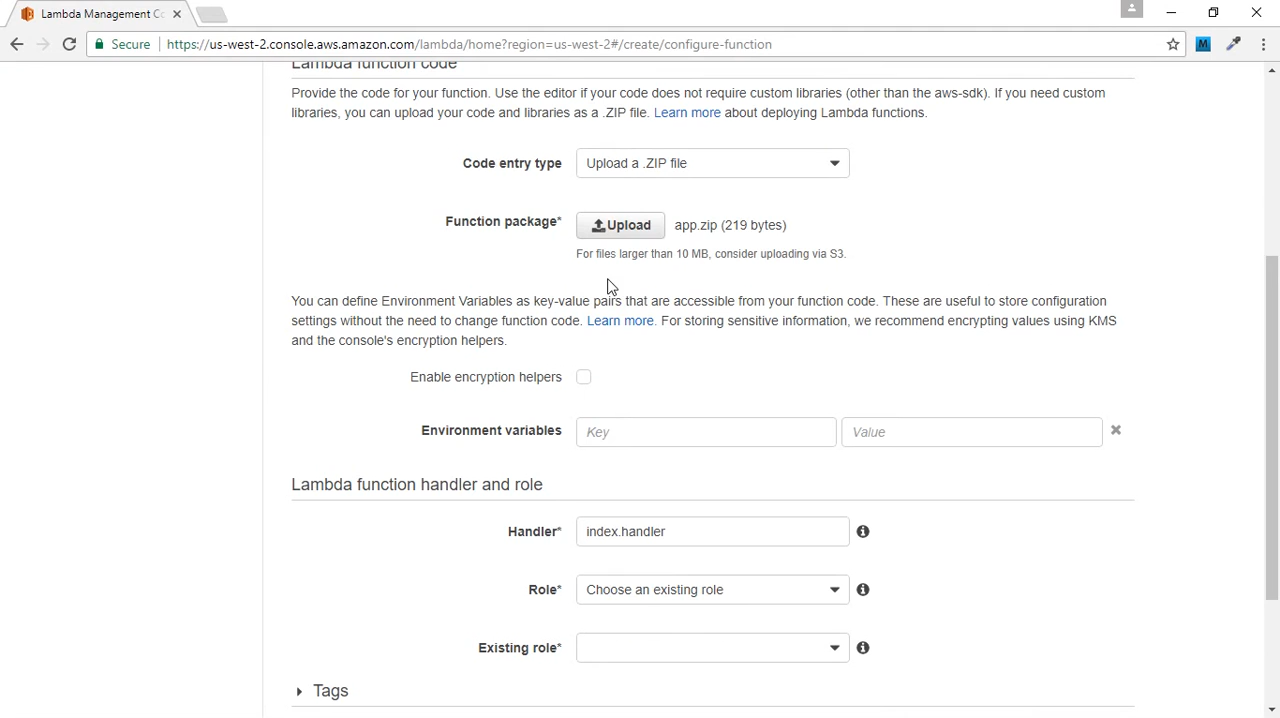 Lambda Management Co
Secure
https://us-west-2.console.aws.amazon.com/lambda/home?region=us-west-2#/create/configure-function
M
Lambda function code
Provide the code for your function. Use the editor if your code does not require custom libraries (other than the aws-sdk). If you need custom
libraries, you can upload your code and libraries as a .ZIP file. Learn more about deploying Lambda functions.
Code entry type Upload a .ZIP file
Function package* Upload app.zip (219 bytes)
For files larger than 10 MB, consider uploading via S3.
You can define Environment Variables as key-value pairs that are accessible from your function code. These are useful to store configuration
settings without the need to change function code. Learn more. For storing sensitive information, we recommend encrypting values using KMS
and the console's encryption helpers.
Enable encryption helpers
Environment variables Key Value
Lambda function handler and role
Handler* index.handler
Role* Choose an existing role
Existing role*
Tags